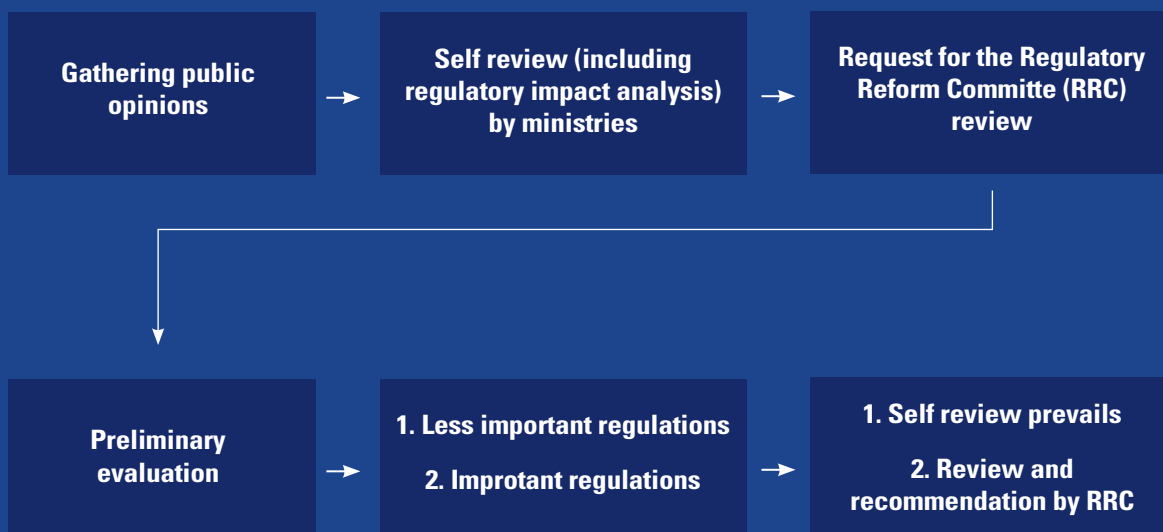 Gathering public
opinions
Self review (including
regulatory impact analysis)
by ministries
Request for the Regulatory
Reform Committe (RRC)
review
Preliminary
evaluation
1. Less important regulations
2. Improtant regulations
1. Self review prevails
2. Review and
recommendation by RRC